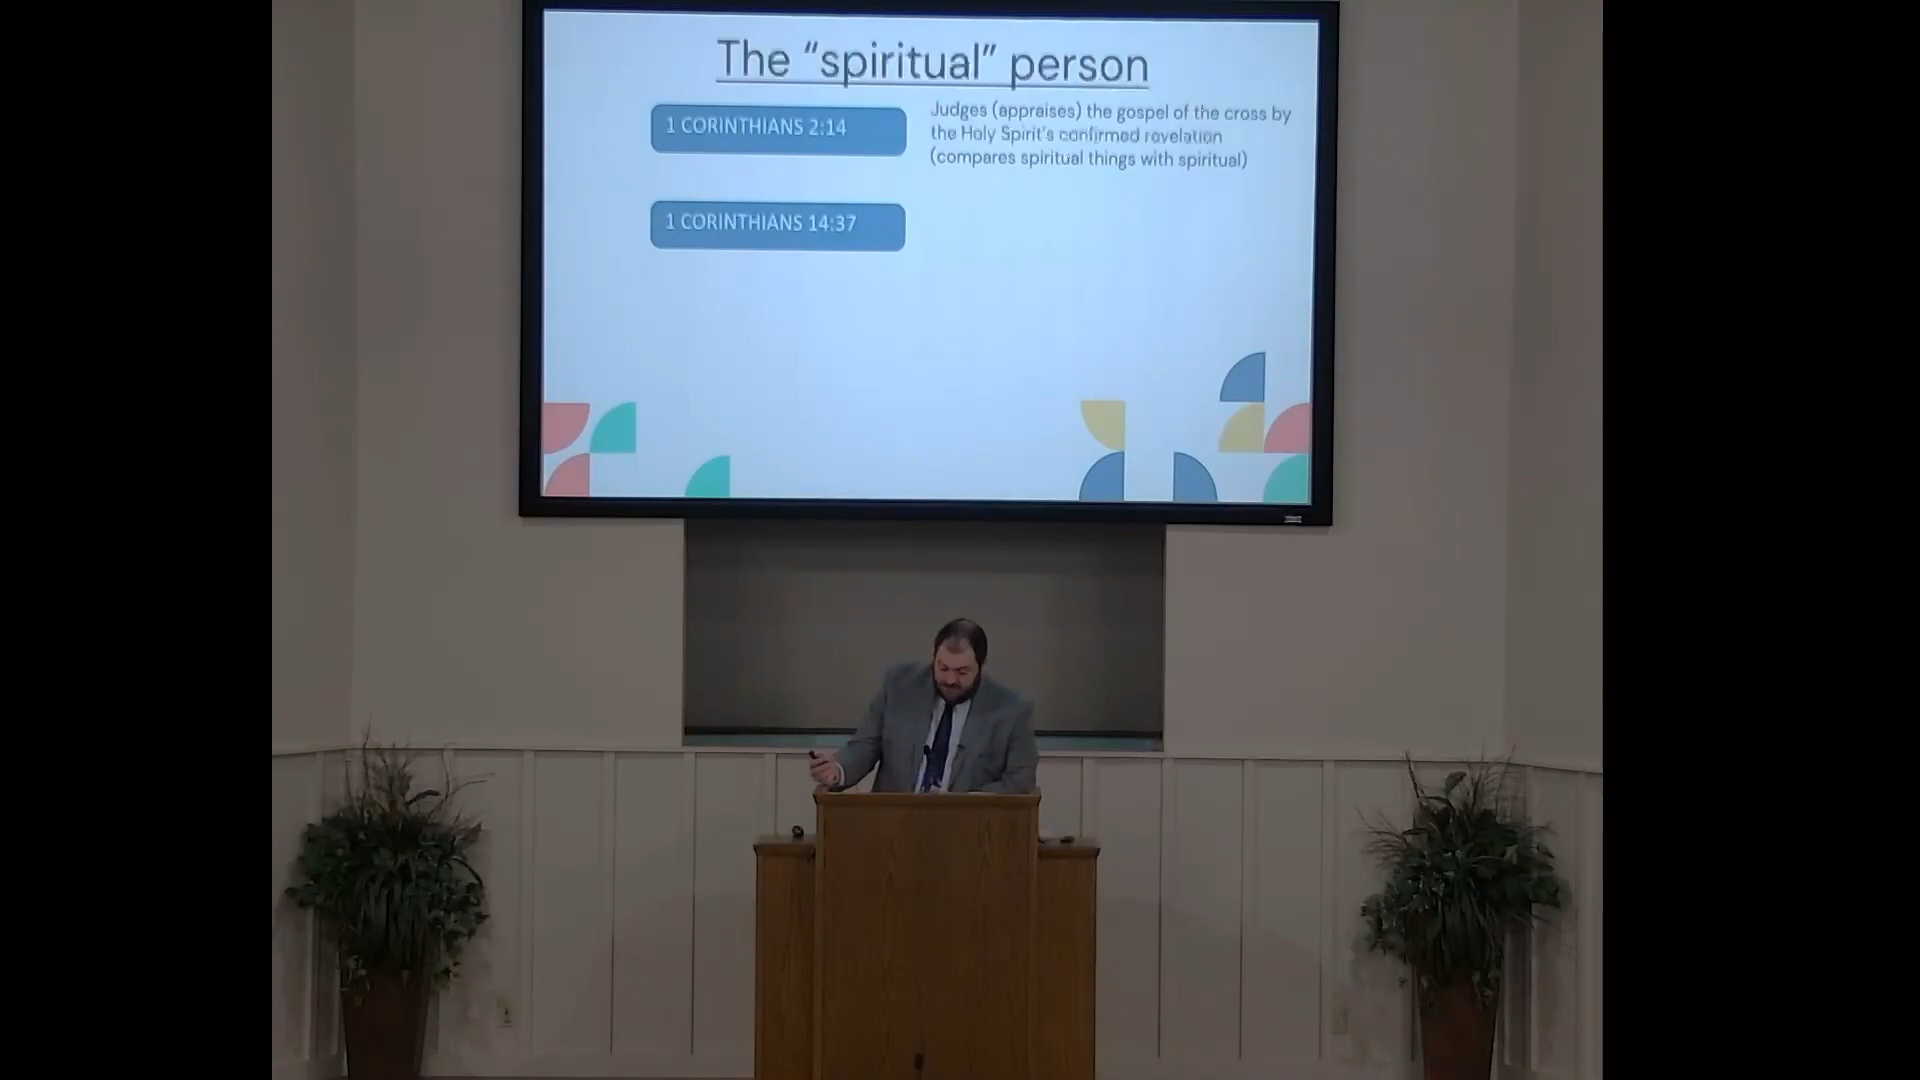 The “spiritual” person
1 CORINTHIANS 2:14
Judges (appraises) the gospel of the cross by
the Holy Spirit's confirmed revelation
(compares spiritual things with spiritual)
1 CORINTHIANS 14:37